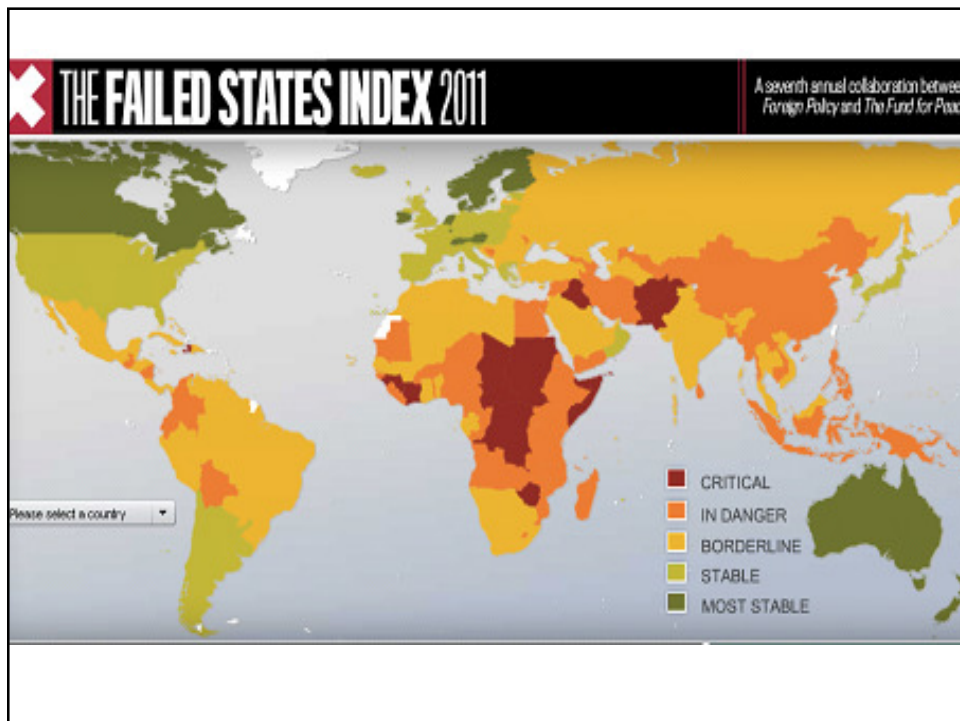 THE FAILED STATES INDEX 2011
A seventh annual collaboration betwee
Foreign Policy and The Fund for Peac
Please select a country
CRITICAL
IN DANGER
BORDERLINE
STABLE
MOST STABLE